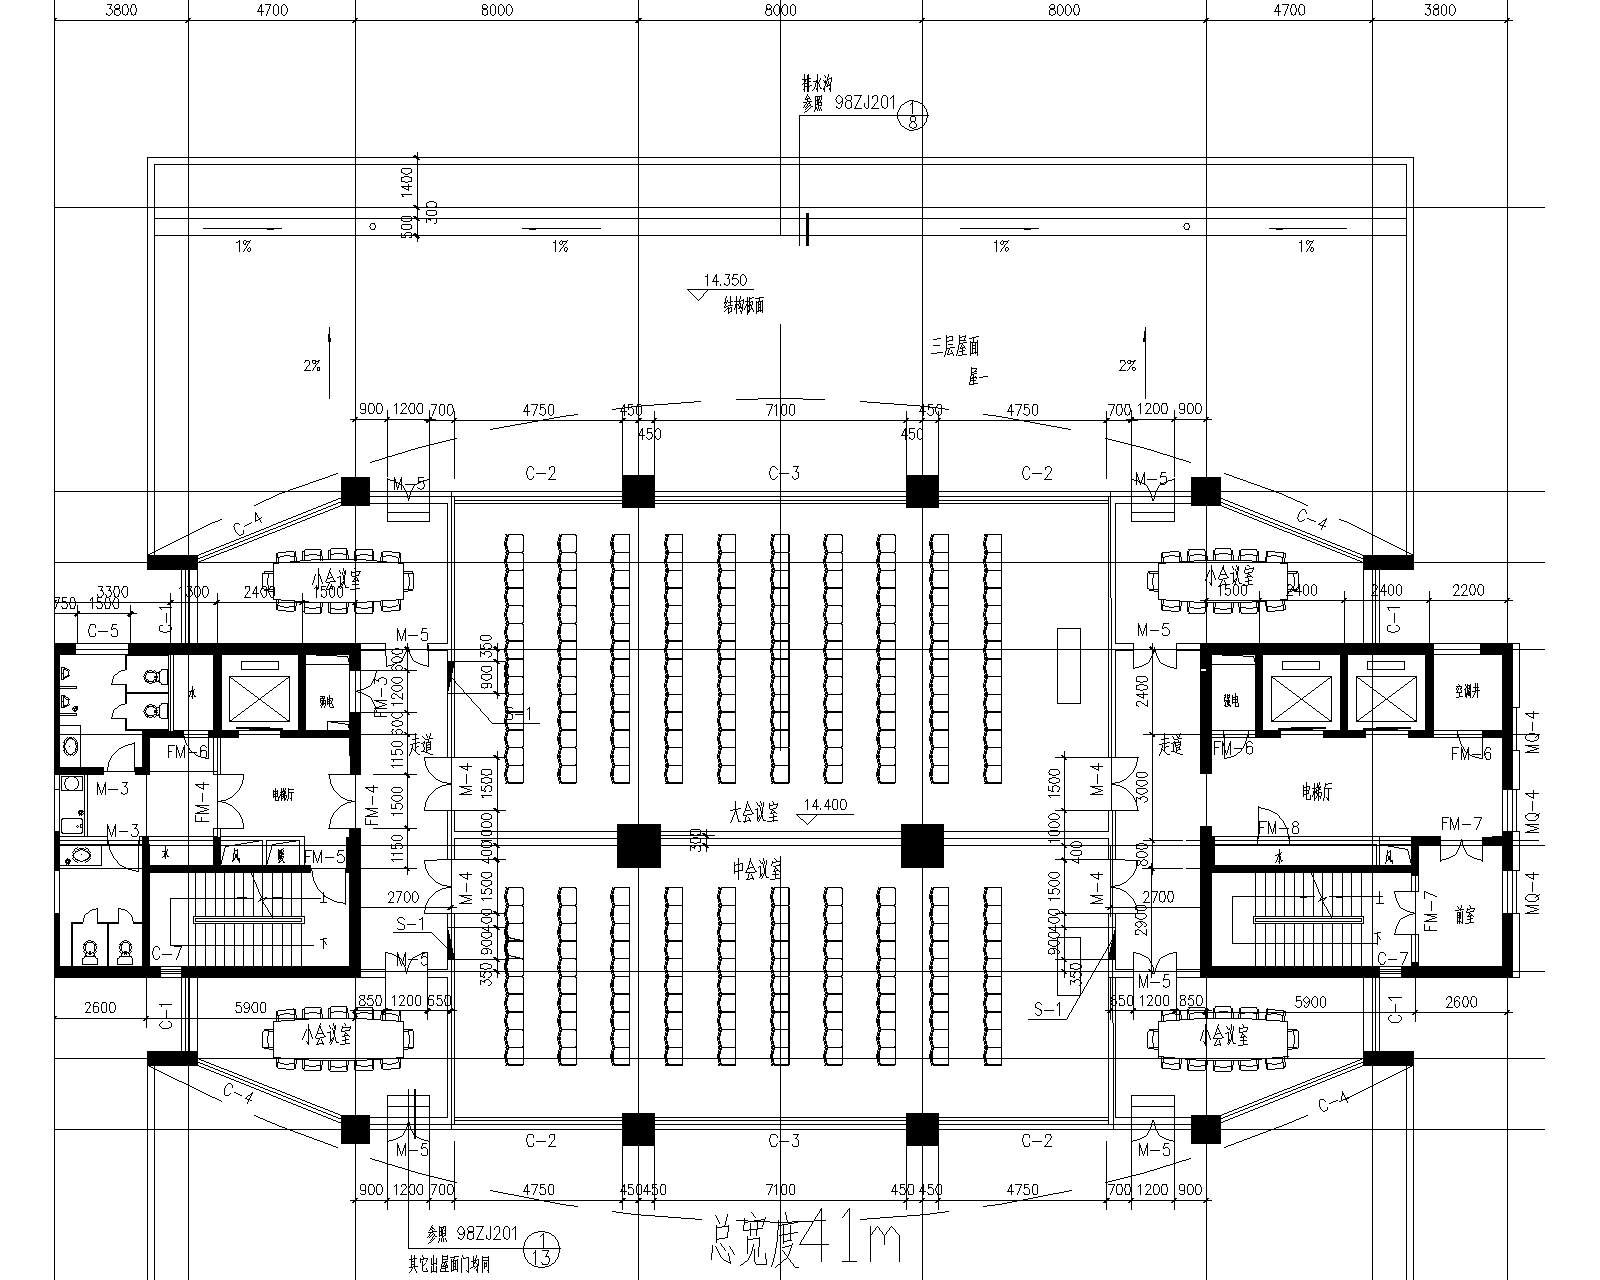 3800 4700 8000 8000 8000 4700 3800
排水沟
参照 98ZJ201 1
8
1400
300
500
1% 1% 1% 1%
14.350
结构板面
三层屋面
屋一
2% 2%
900 1200 700 4750 450 7100 450 4750 700 1200 900
450 450
M-5 C-2 C-3 C-2 M-5
C-4 C-4
小会议室 小会议室
3300 1300 2400 1500 1500 2400 2400 2200
750 1500
C-5 C-1 M-5 M-5 C-1
350
900
600
1200
600
1150
1500
1150
水 弱电 FM-3 S-1 强电 空调井
2400
3000
走道 走道
FM-6 FM-6 FM-6
MQ-4
M-3 FM-4 电梯厅 FM-4 M-4 M-4 电梯厅 MQ-4
1500 1500
大会议室 14.400
M-3 FM-8 FM-7
1000 300 1000
水 风 暖 FM-5 400 中会议室 400 800 水 风
M-4 M-4 MQ-4
1500 1500
2700 2700
上 上 FM-7 前室
S-1 400 400 2900
900 900
下 下
C-7 M-5 350 350 M-5 C-7
2600 C-1 5900 850 1200 650 S-1 650 1200 850 5900 C-1 2600
小会议室 小会议室
C-4 C-4
M-5 C-2 C-3 C-2 M-5
900 1200 700 4750 450 450 7100 450 450 4750 700 1200 900
参照 98ZJ201 1
13
其它出屋面门均同
总宽度41m